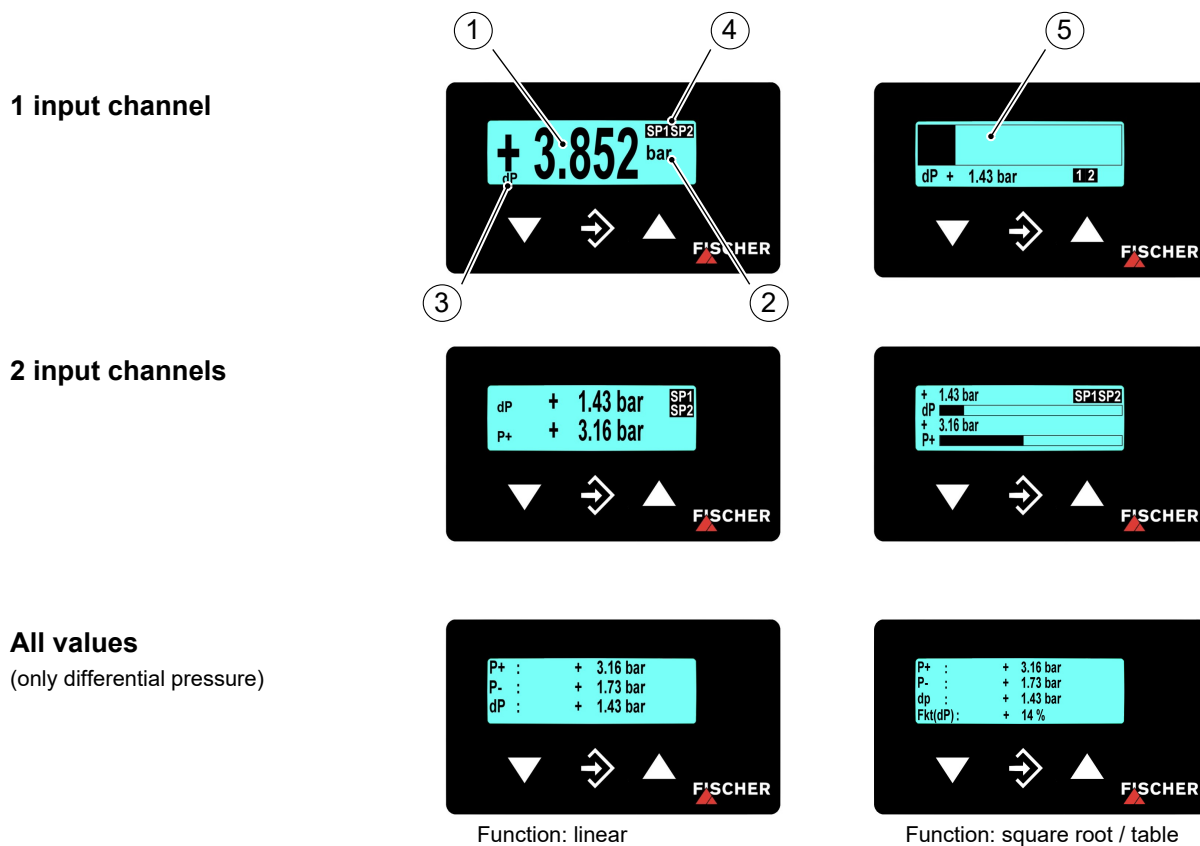 1 4 5
1 input channel
+ 3.852 SP1SP2
bar
dP
FISCHER
dP + 1.43 bar 1 2
FISCHER
3 2
2 input channels
dP + 1.43 bar SP1
SP2
P+ + 3.16 bar
FISCHER
+ 1.43 bar SP1SP2
dP
+ 3.16 bar
P+
FISCHER
All values
(only differential pressure)
P+ : + 3.16 bar
P- : + 1.73 bar
dP : + 1.43 bar
FISCHER
Function: linear
P+ : + 3.16 bar
P- : + 1.73 bar
dp : + 1.43 bar
Fkt(dP) : + 14 %
FISCHER
Function: square root / table